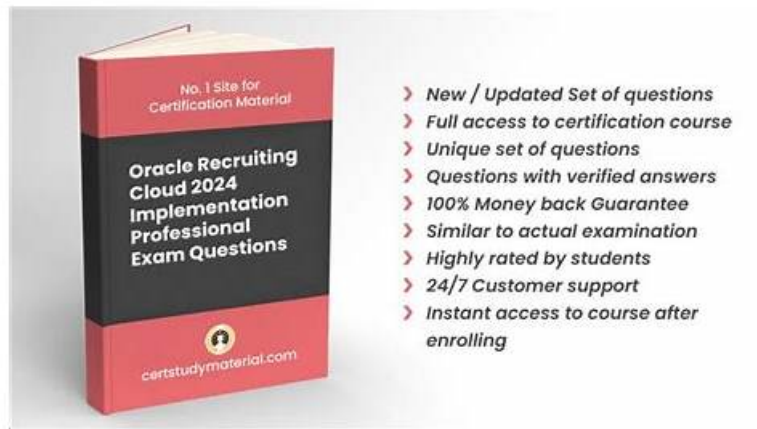 No. 1 Site for
Certification Material
Oracle Recruiting
Cloud 2024
Implementation
Professional
Exam Questions
certstudymaterial.com
New / Updated Set of questions
Full access to certification course
Unique set of questions
Questions with verified answers
100% Money back Guarantee
Similar to actual examination
Highly rated by students
24/7 Customer support
Instant access to course after
enrolling